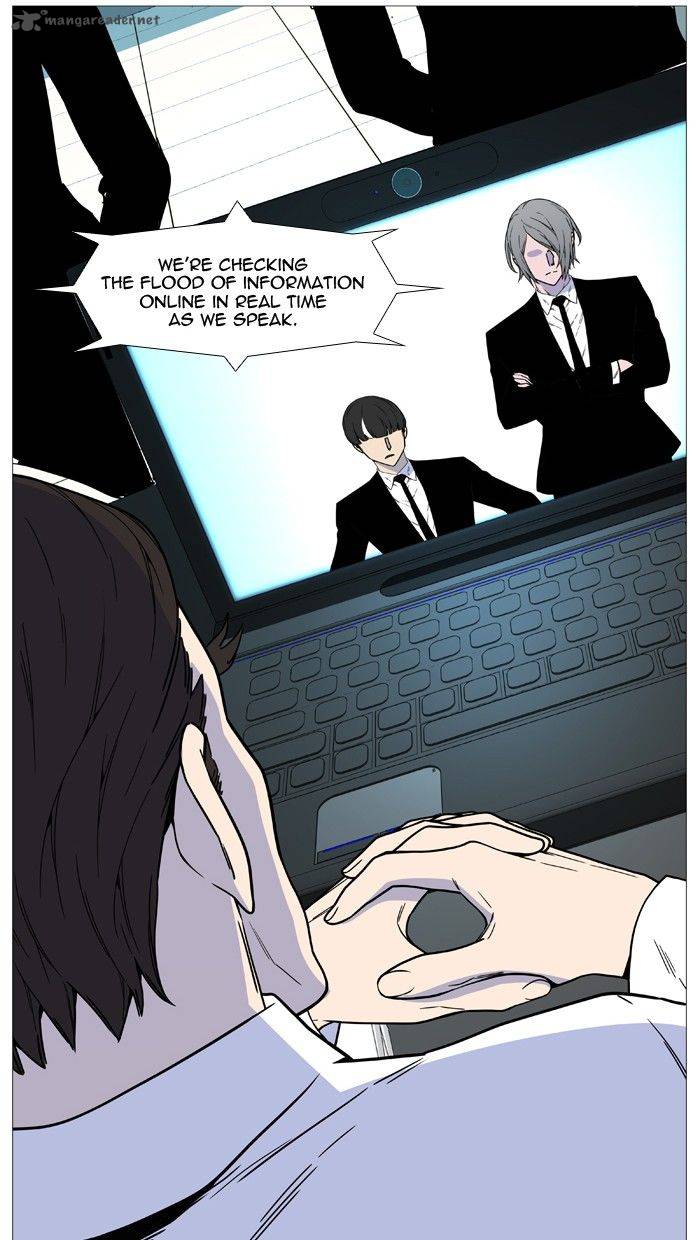 mangareader.net
WE'RE CHECKING
THE FLOOD OF INFORMATION
ONLINE IN REAL TIME
AS WE SPEAK.